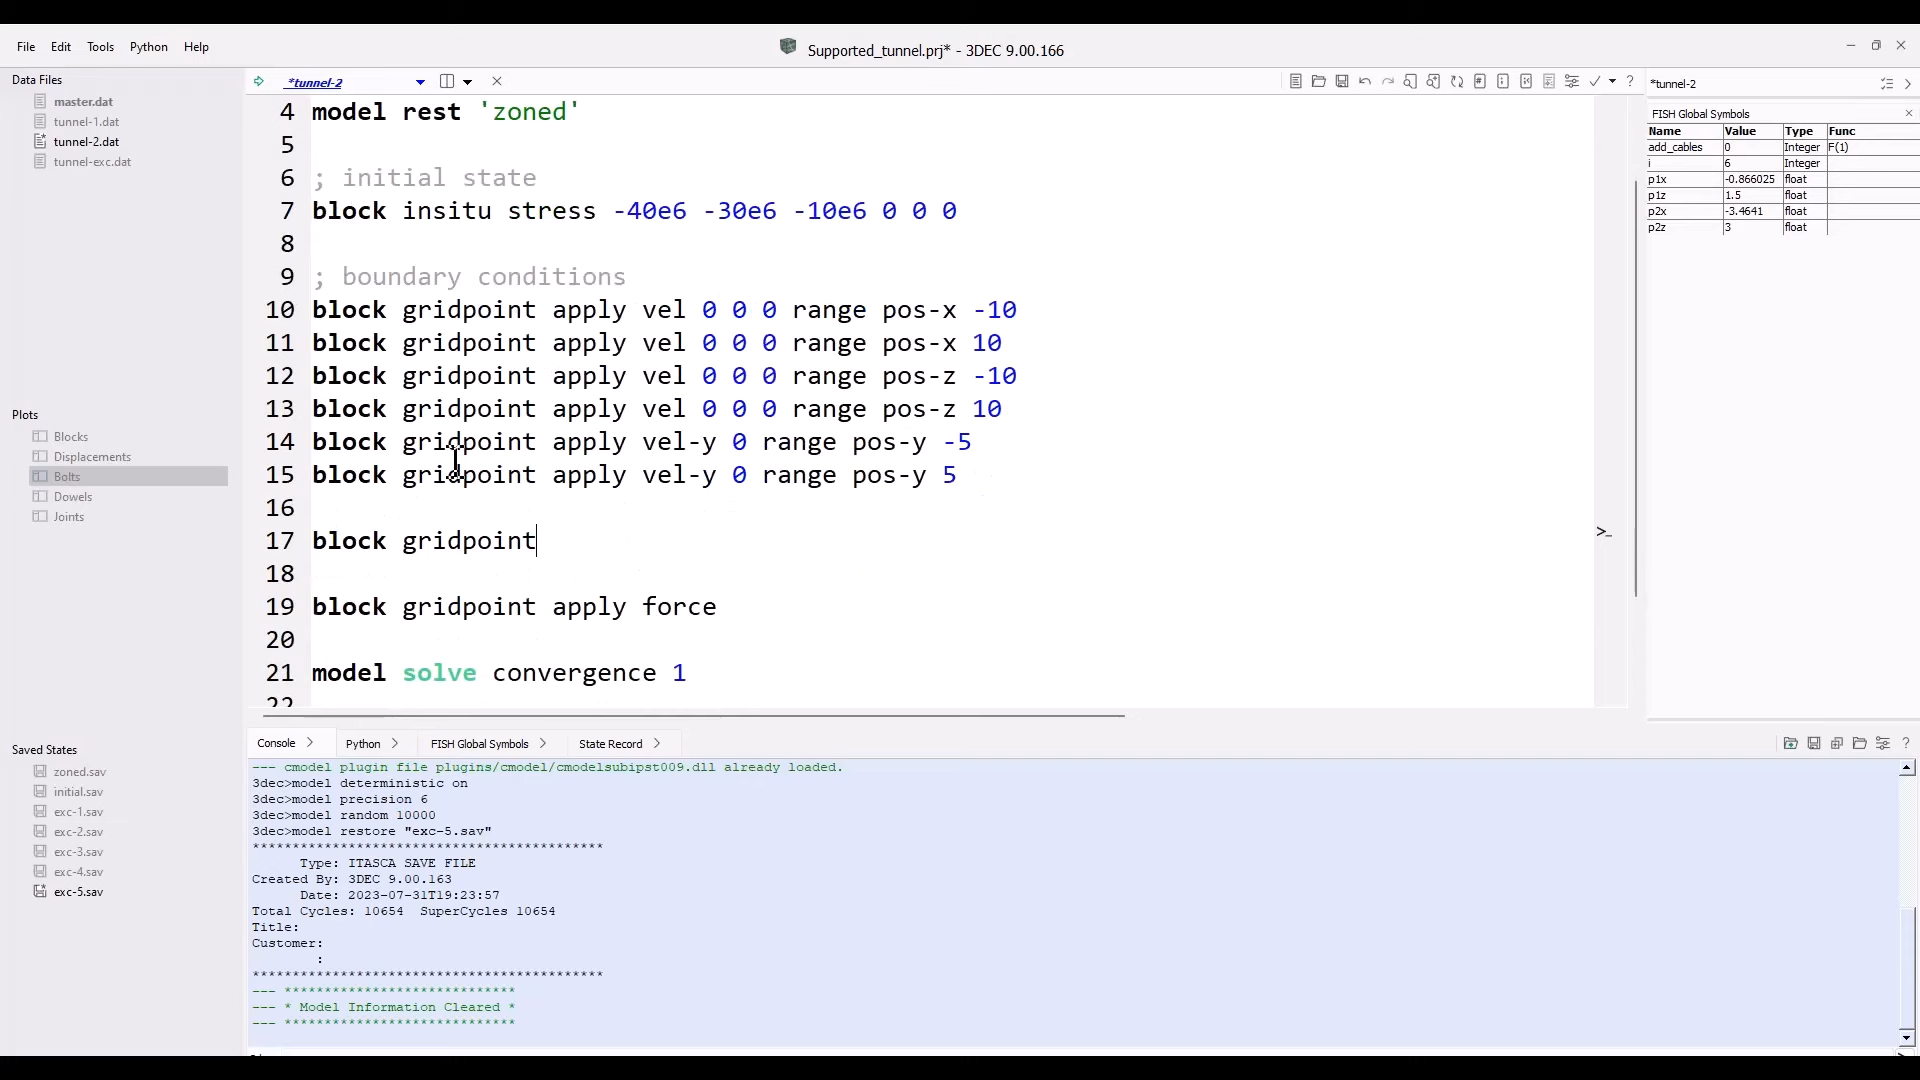 File Edit Tools Python Help
Supported_tunnel.prj* - 3DEC 9.00.166
Data Files
master.dat
tunnel-1.dat
tunnel-2.dat
tunnel-exc.dat
Plots
Blocks
Displacements
Bolts
Dowels
Joints
Saved States
zoned.sav
initial.sav
exc-1.sav
exc-2.sav
exc-3.sav
exc-4.sav
exc-5.sav
*tunnel-2
4 model rest 'zoned'
5
6 ; initial state
7 block insitu stress -40e6 -30e6 -10e6 0 0 0
8
9 ; boundary conditions
10 block gridpoint apply vel 0 0 0 range pos-x -10
11 block gridpoint apply vel 0 0 0 range pos-x 10
12 block gridpoint apply vel 0 0 0 range pos-z -10
13 block gridpoint apply vel 0 0 0 range pos-z 10
14 block gridpoint apply vel-y 0 range pos-y -5
15 block gridpoint apply vel-y 0 range pos-y 5
16
17 block gridpoint
18
19 block gridpoint apply force
20
21 model solve convergence 1
22
>_
*tunnel-2
FISH Global Symbols
Name Value Type Func
add_cables 0 Integer F(1)
i 6 Integer
p1x -0.866025 float
p1z 1.5 float
p2x -3.4641 float
p2z 3 float
Console Python FISH Global Symbols State Record
--- cmodel plugin file plugins/cmodel/cmodelsubipst009.dll already loaded.
3dec>model deterministic on
3dec>model precision 6
3dec>model random 10000
3dec>model restore "exc-5.sav"
******************************************
Type: ITASCA SAVE FILE
Created By: 3DEC 9.00.163
Date: 2023-07-31T19:23:57
Total Cycles: 10654 SuperCycles 10654
Title:
Customer:
:
******************************************
--- *****************************
--- * Model Information Cleared *
--- *****************************